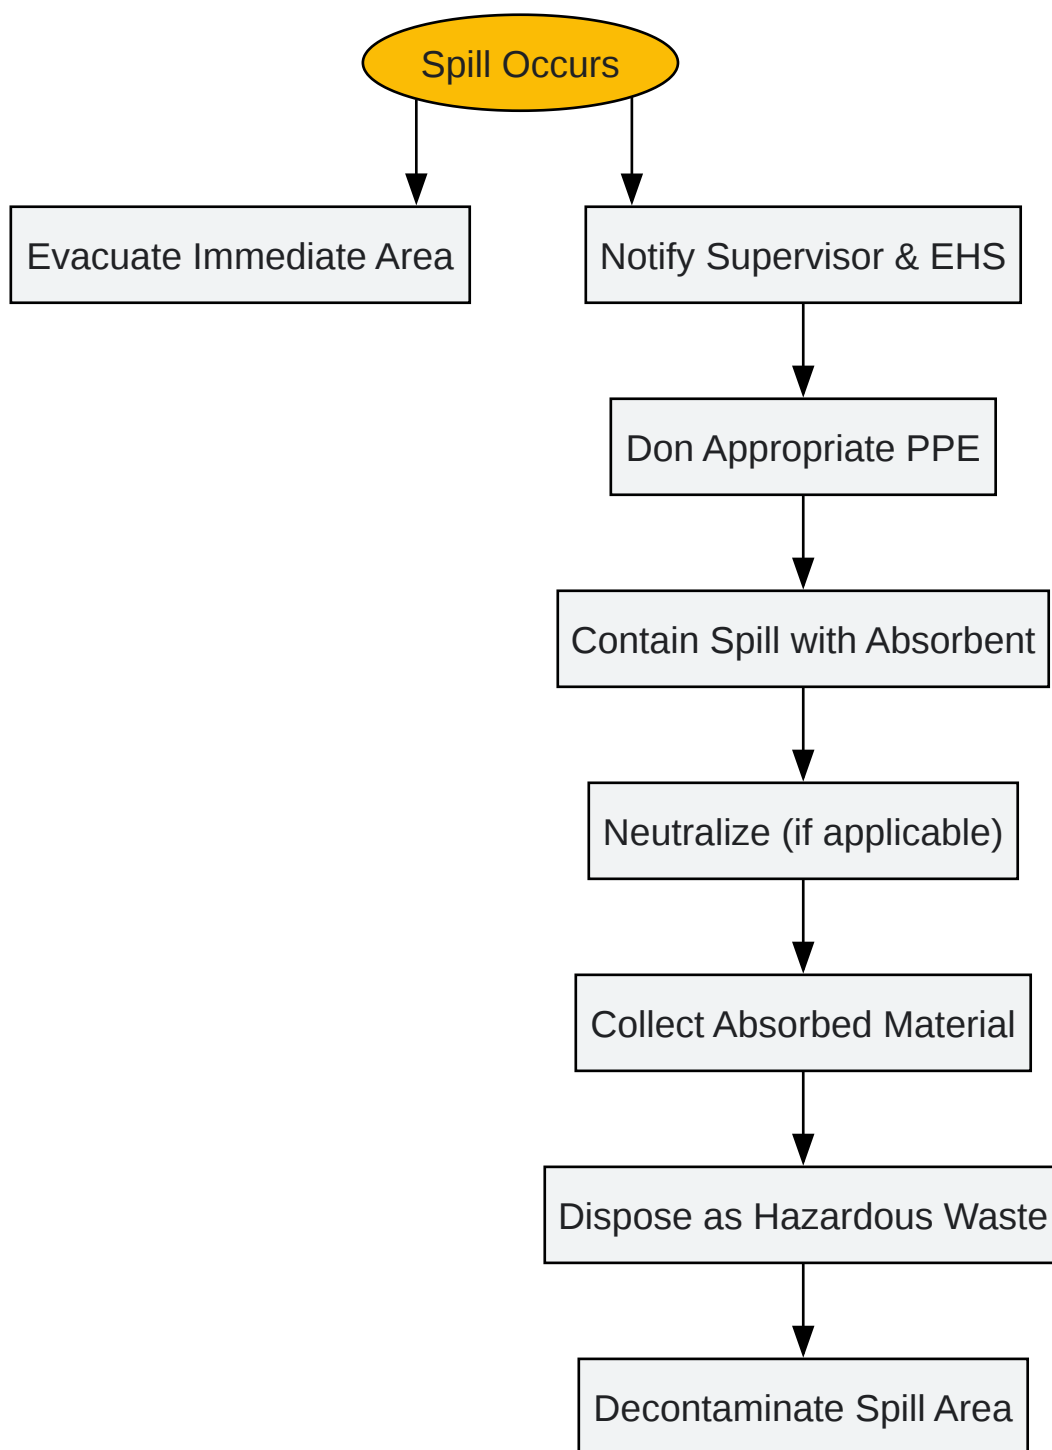 Spill Occurs
Evacuate Immediate Area
Notify Supervisor & EHS
Don Appropriate PPE
Contain Spill with Absorbent
Neutralize (if applicable)
Collect Absorbed Material
Dispose as Hazardous Waste
Decontaminate Spill Area